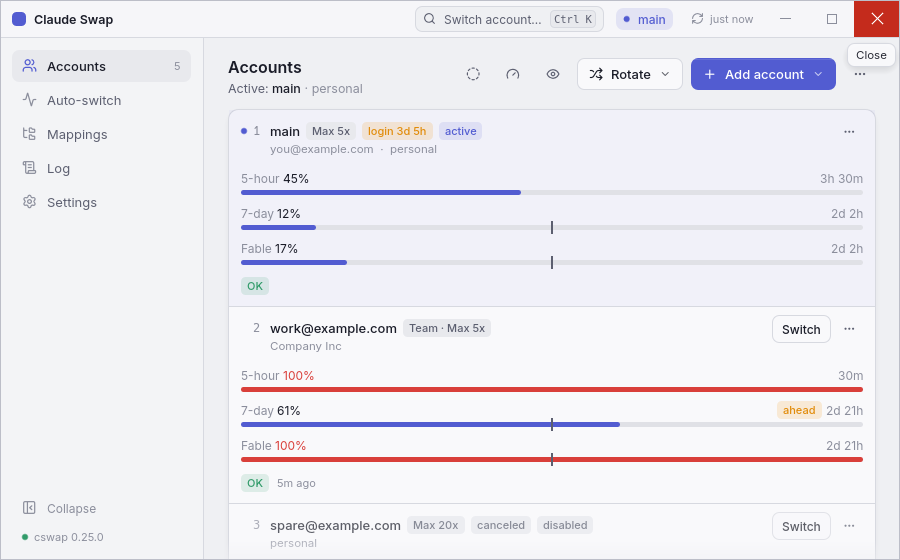 Claude Swap
Switch account... Ctrl K
main
just now
Close
Accounts 5
Auto-switch
Mappings
Log
Settings
Collapse
cswap 0.25.0
Accounts
Active: main · personal
Rotate
Add account
1 main Max 5x login 3d 5h active
you@example.com · personal
5-hour 45% 3h 30m
7-day 12% 2d 2h
Fable 17% 2d 2h
OK
2 work@example.com Team · Max 5x Switch
Company Inc
5-hour 100% 30m
7-day 61% ahead 2d 21h
Fable 100% 2d 21h
OK 5m ago
3 spare@example.com Max 20x canceled disabled Switch
personal